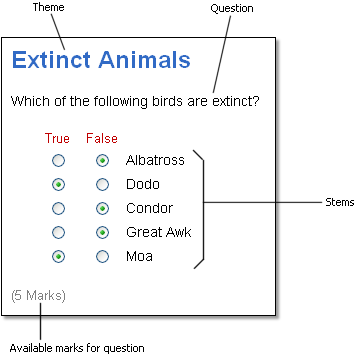 Theme
Question
Extinct Animals
Which of the following birds are extinct?
True False
Albatross
Dodo
Condor
Great Awk
Moa
Stems
(5 Marks)
Available marks for question